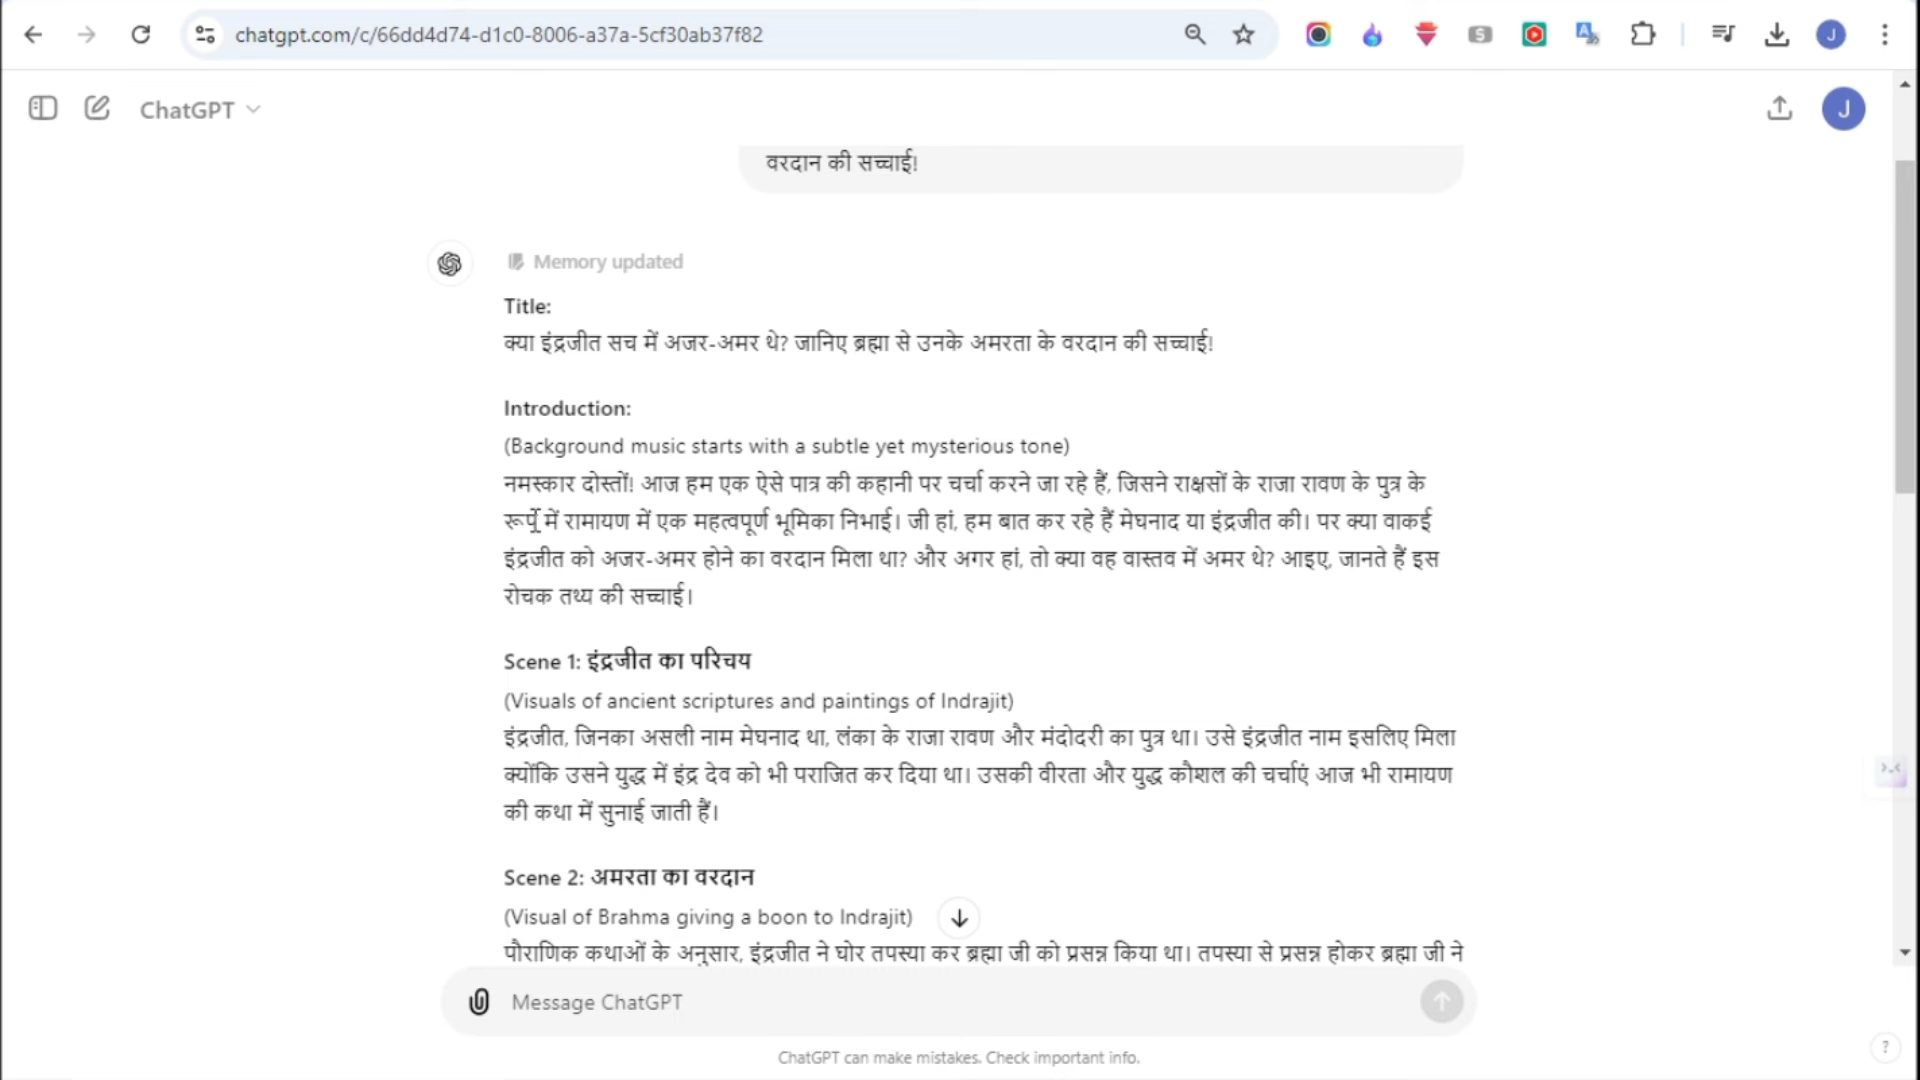 chatgpt.com/c/66dd4d74-d1c0-8006-a37a-5cf30ab37f82
S
J
ChatGPT
J
वरदान की सच्चाई!
Memory updated
Title:
क्या इंद्रजीत सच में अजर-अमर थे? जानिए ब्रह्मा से उनके अमरता के वरदान की सच्चाई!
Introduction:
(Background music starts with a subtle yet mysterious tone)
नमस्कार दोस्तों! आज हम एक ऐसे पात्र की कहानी पर चर्चा करने जा रहे हैं, जिसने राक्षसों के राजा रावण के पुत्र के
रूप में रामायण में एक महत्वपूर्ण भूमिका निभाई। जी हां, हम बात कर रहे हैं मेघनाद या इंद्रजीत की। पर क्या वाकई
इंद्रजीत को अजर-अमर होने का वरदान मिला था? और अगर हां, तो क्या वह वास्तव में अमर थे? आइए, जानते हैं इस
रोचक तथ्य की सच्चाई।
Scene 1: इंद्रजीत का परिचय
(Visuals of ancient scriptures and paintings of Indrajit)
इंद्रजीत, जिनका असली नाम मेघनाद था, लंका के राजा रावण और मंदोदरी का पुत्र था। उसे इंद्रजीत नाम इसलिए मिला
क्योंकि उसने युद्ध में इंद्र देव को भी पराजित कर दिया था। उसकी वीरता और युद्ध कौशल की चर्चाएं आज भी रामायण
की कथा में सुनाई जाती हैं।
Scene 2: अमरता का वरदान
(Visual of Brahma giving a boon to Indrajit)
पौराणिक कथाओं के अनुसार, इंद्रजीत ने घोर तपस्या कर ब्रह्मा जी को प्रसन्न किया था। तपस्या से प्रसन्न होकर ब्रह्मा जी ने
Message ChatGPT
ChatGPT can make mistakes. Check important info.
?